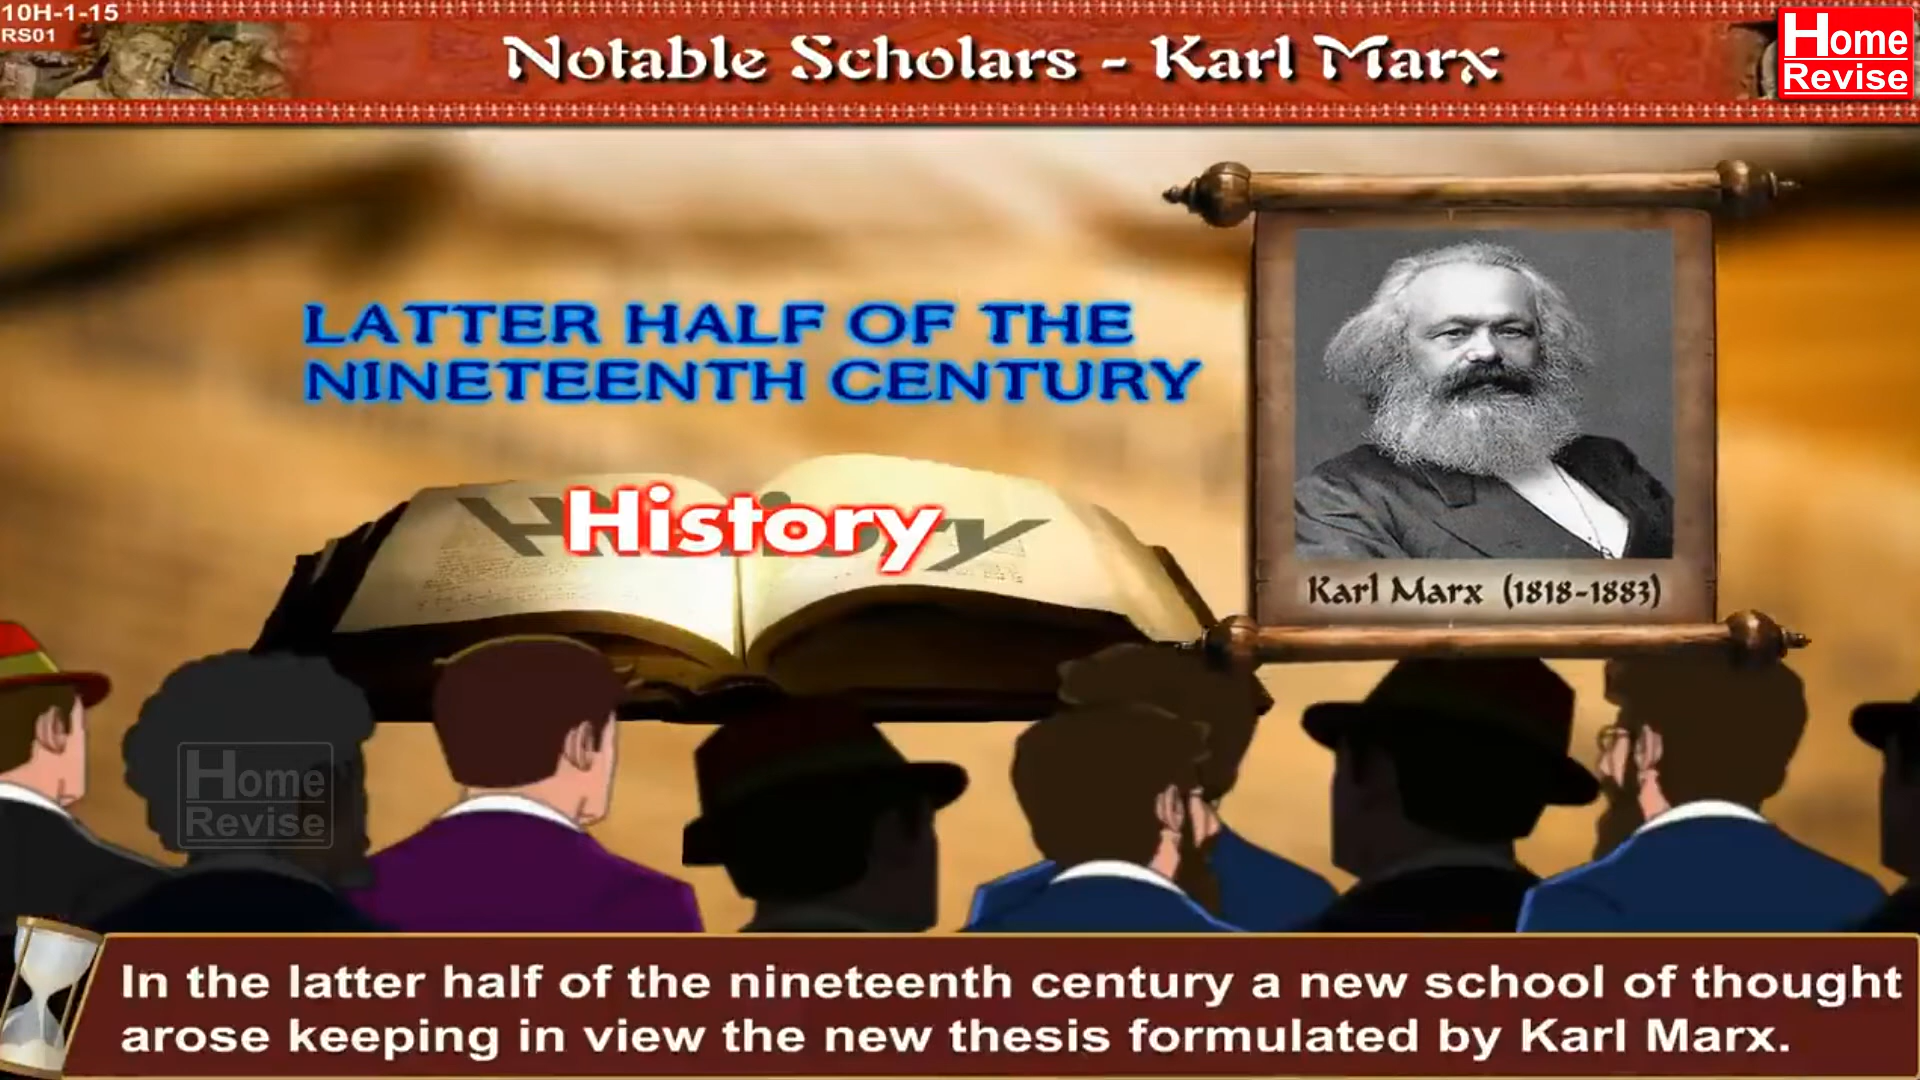 10H-1-15
RS01
Notable Scholars - Karl Marx
Home
Revise
LATTER HALF OF THE
NINETEENTH CENTURY
History
Karl Marx (1818-1883)
Home
Revise
In the latter half of the nineteenth century a new school of thought
arose keeping in view the new thesis formulated by Karl Marx.